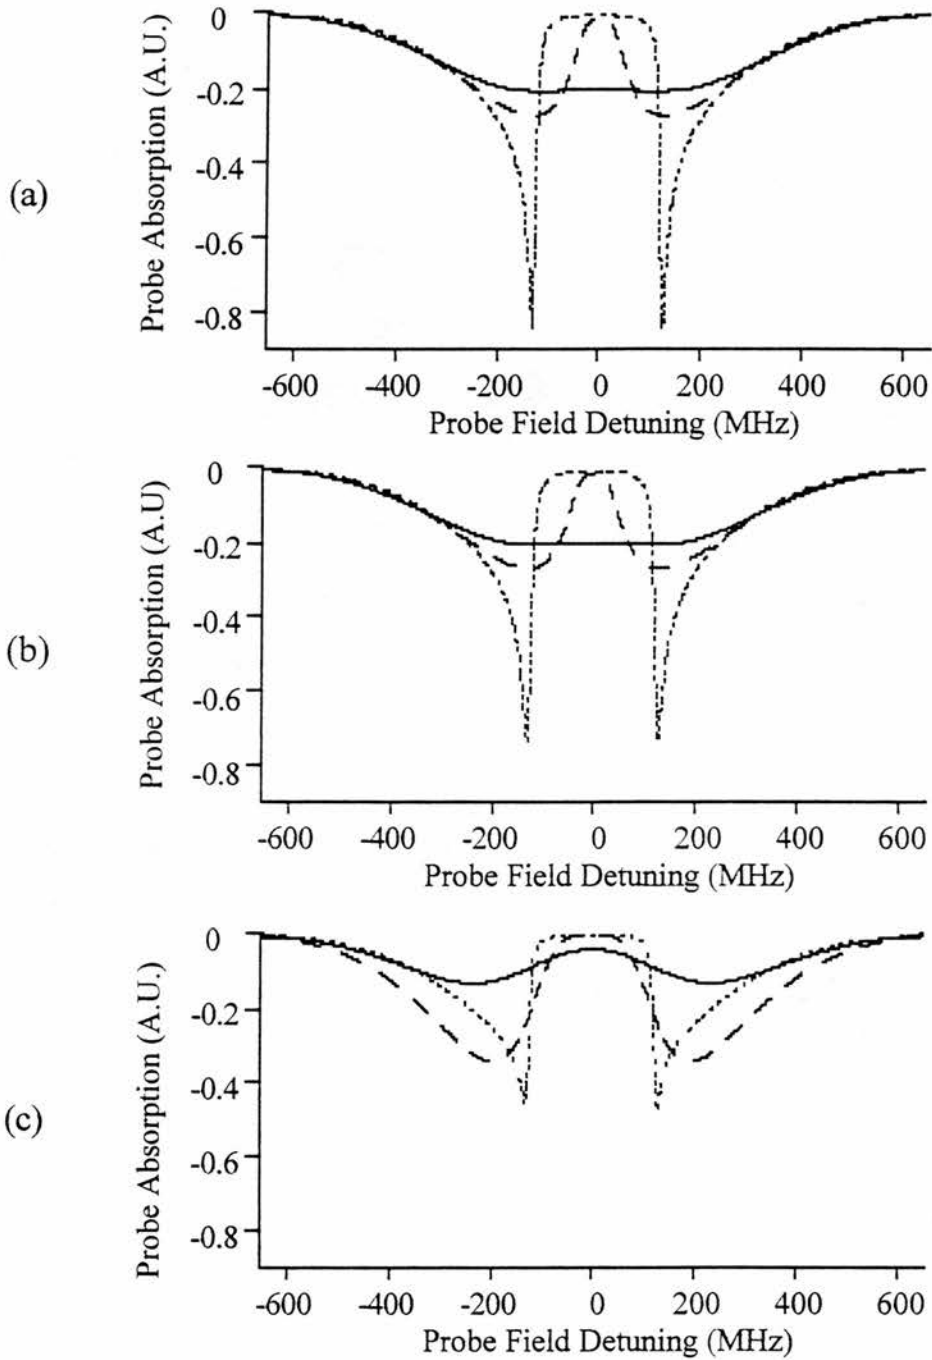 (a)
Probe Absorption (A.U.)
0
-0.2
-0.4
-0.6
-0.8
-600 -400 -200 0 200 400 600
Probe Field Detuning (MHz)
(b)
Probe Absorption (A.U)
0
-0.2
-0.4
-0.6
-0.8
-600 -400 -200 0 200 400 600
Probe Field Detuning (MHz)
(c)
Probe Absorption (A.U.)
0
-0.2
-0.4
-0.6
-0.8
-600 -400 -200 0 200 400 600
Probe Field Detuning (MHz)